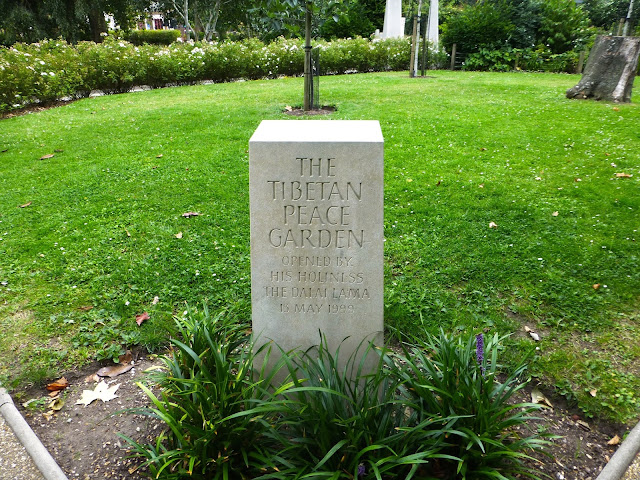 THE
TIBETAN
PEACE
GARDEN
OPENED BY
HIS HOLINESS
THE DALAI LAMA
13 MAY 1999